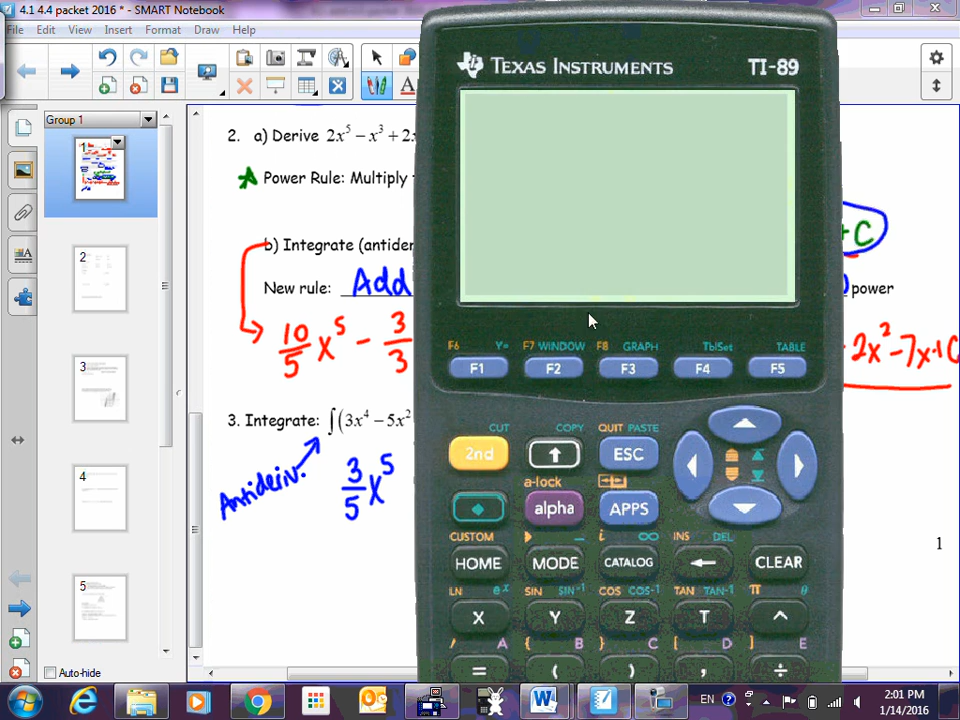 4.1 4.4 packet 2016 * - SMART Notebook
File Edit View Insert Format Draw Help
Group 1
1
2
3
4
5
Auto-hide
2. a) Derive 2x⁵ − x³ + 2x
A Power Rule: Multiply
+ C
b) Integrate (antider
New rule: Add
power
10/5 x⁵ − 3/3
2x² − 7x + C
3. Integrate: ∫(3x⁴ − 5x²
Antideriv.
3/5 x⁵
1
TEXAS INSTRUMENTS TI-89
F6 Y= F7 WINDOW F8 GRAPH TblSet TABLE
F1 F2 F3 F4 F5
CUT COPY QUIT PASTE
2nd ↑ ESC
a-lock
◆ alpha APPS
CUSTOM i ∞ INS DEL
HOME MODE CATALOG ← CLEAR
LN eˣ SIN SIN⁻¹ COS COS⁻¹ TAN TAN⁻¹ π θ
X Y Z T ^
A { B } C [ D ] E
= ( ) , ÷
EN
2:01 PM
1/14/2016